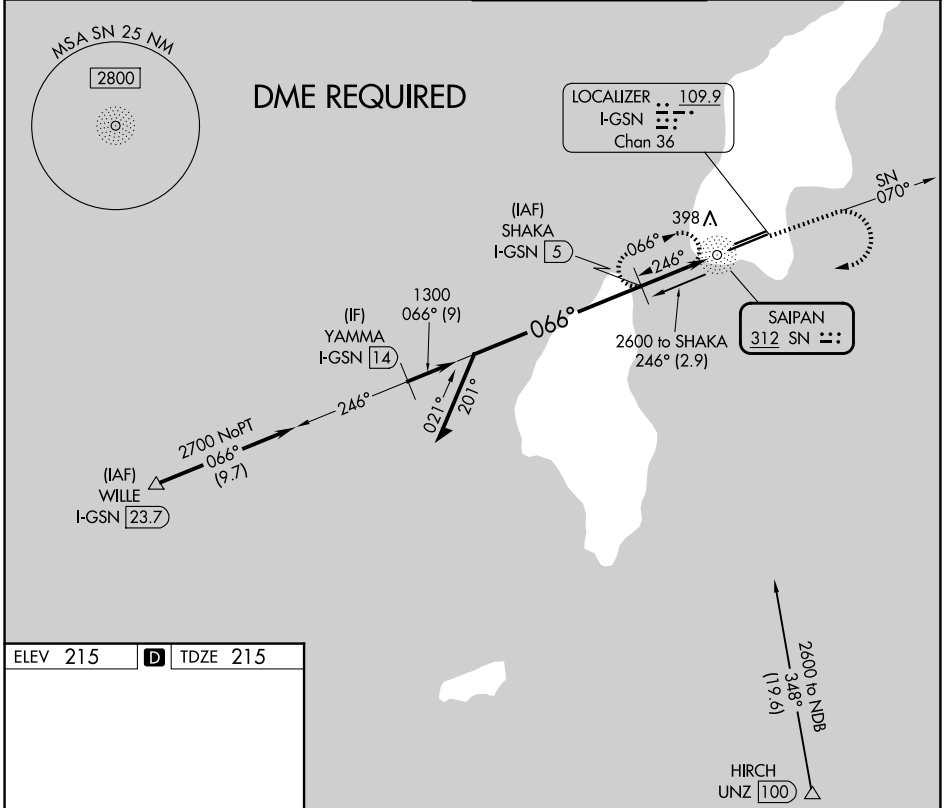 MSA SN 25 NM
2800
DME REQUIRED
LOCALIZER 109.9
I-GSN
Chan 36
SN
070°
(IAF)
SHAKA
I-GSN 5
398
066°
246°
SAIPAN
312 SN
2600 to SHAKA
246° (2.9)
066°
1300
066° (9)
(IF)
YAMMA
I-GSN 14
246°
021°
201°
2700 NoPT
066°
(9.7)
(IAF)
WILLE
I-GSN 23.7
ELEV 215 D TDZE 215
2600 to NDB
348°
(19.6)
HIRCH
UNZ 100